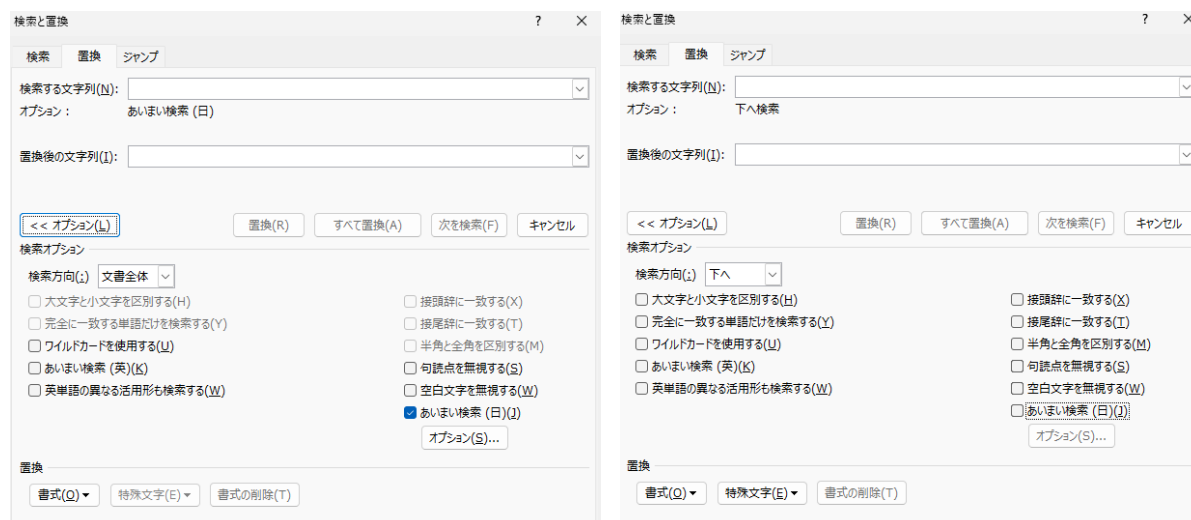 検索と置換 ? ×
検索 置換 ジャンプ
検索する文字列(N):
オプション： あいまい検索 (日)
置換後の文字列(I):
<< オプション(L) 置換(R) すべて置換(A) 次を検索(F) キャンセル
検索オプション
検索方向(:) 文書全体
大文字と小文字を区別する(H) 接頭辞に一致する(X)
完全に一致する単語だけを検索する(Y) 接尾辞に一致する(T)
ワイルドカードを使用する(U) 半角と全角を区別する(M)
あいまい検索 (英)(K) 句読点を無視する(S)
英単語の異なる活用形も検索する(W) 空白文字を無視する(W)
あいまい検索 (日)(J)
オプション(S)...
置換
書式(O) 特殊文字(E) 書式の削除(T)
検索と置換 ? ×
検索 置換 ジャンプ
検索する文字列(N):
オプション： 下へ検索
置換後の文字列(I):
<< オプション(L) 置換(R) すべて置換(A) 次を検索(F) キャンセル
検索オプション
検索方向(:) 下へ
大文字と小文字を区別する(H) 接頭辞に一致する(X)
完全に一致する単語だけを検索する(Y) 接尾辞に一致する(T)
ワイルドカードを使用する(U) 半角と全角を区別する(M)
あいまい検索 (英)(K) 句読点を無視する(S)
英単語の異なる活用形も検索する(W) 空白文字を無視する(W)
あいまい検索 (日)(J)
オプション(S)...
置換
書式(O) 特殊文字(E) 書式の削除(T)